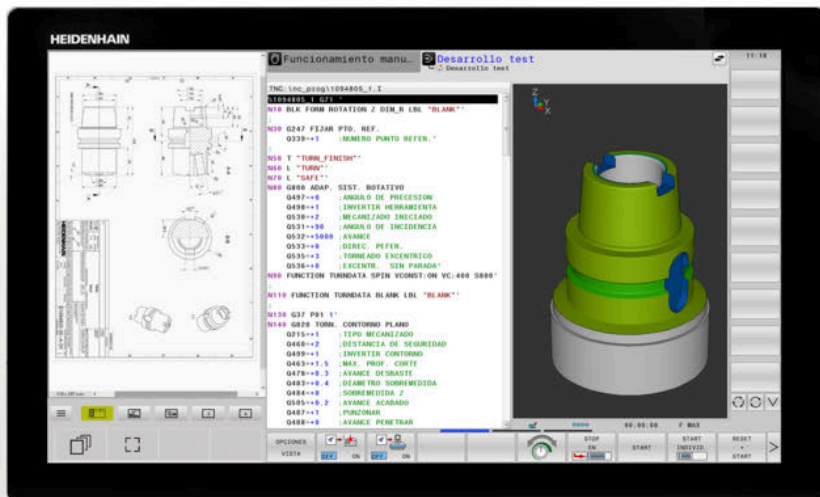 HEIDENHAIN
Funcionamiento manu...
Desarrollo test
Desarrollo test
11:18
TNC:\nc_prog\1094805_f.I
%1094805_I G71 *
N10 BLK FORM ROTATION Z DIM_R LBL "BLANK"*
;
N30 G247 FIJAR PTO. REF.
Q339=+1 ;NUMERO PUNTO REFER.*
;
N50 T "TURN_FINISH"*
N60 L "TURN"*
N70 L "SAFE"*
N80 G800 ADAP. SIST. ROTATIVO
Q497=+0 ;ANGULO DE PRECESION
Q498=+1 ;INVERTIR HERRAMIENTA
Q530=+2 ;MECANIZADO INICIADO
Q531=+90 ;ANGULO DE INCIDENCIA
Q532=+5000 ;AVANCE
Q533=+0 ;DIREC. PEFER.
Q535=+3 ;TORNEADO EXCENTRICO
Q536=+0 ;EXCENTR. SIN PARADA*
N90 FUNCTION TURNDATA SPIN VCONST:ON VC:400 S800*
;
N110 FUNCTION TURNDATA BLANK LBL "BLANK"*
;
N130 G37 P01 1*
N140 G820 TORN. CONTORNO PLANO
Q215=+1 ;TIPO MECANIZADO
Q460=+2 ;DISTANCIA DE SEGURIDAD
Q499=+1 ;INVERTIR CONTORNO
Q463=+1.5 ;MAX. PROF. CORTE
Q478=+0.3 ;AVANCE DESBASTE
Q483=+0.4 ;DIAMETRO SOBREMEDIDA
Q484=+0 ;SOBREMEDIDA Z
Q505=+0.2 ;AVANCE ACABADO
Q487=+1 ;PUNZONAR
Q488=+0 ;AVANCE PENETRAR
Z
Y
X
00:00:00 F MAX
OPCIONES VISTA
OFF ON
OFF ON
STOP EN
START
START INDIVID.
RESET + START